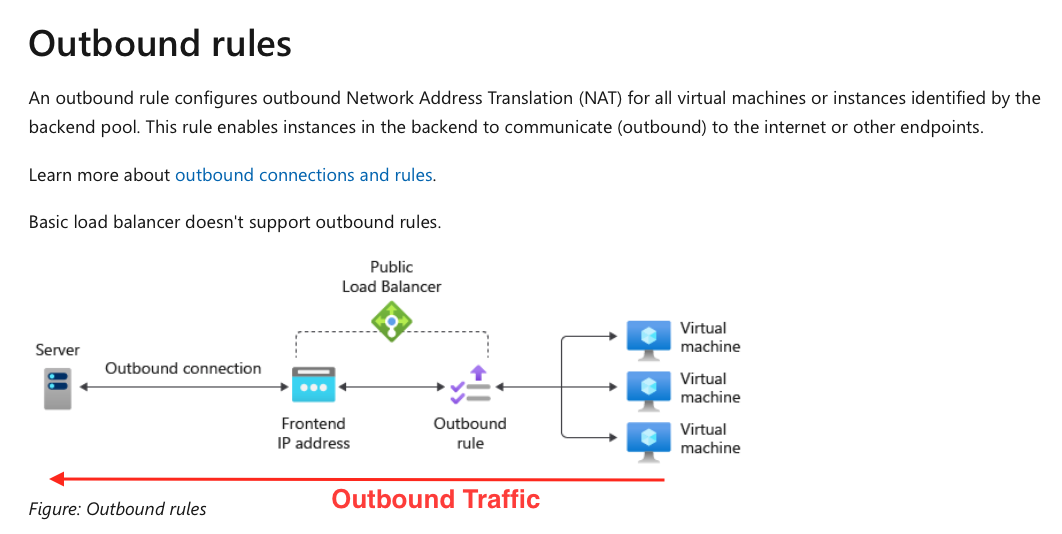 Outbound rules
An outbound rule configures outbound Network Address Translation (NAT) for all virtual machines or instances identified by the
backend pool. This rule enables instances in the backend to communicate (outbound) to the internet or other endpoints.
Learn more about outbound connections and rules.
Basic load balancer doesn't support outbound rules.
Public
Load Balancer
Server
Outbound connection
Frontend
IP address
Outbound
rule
Virtual
machine
Virtual
machine
Virtual
machine
Outbound Traffic
Figure: Outbound rules